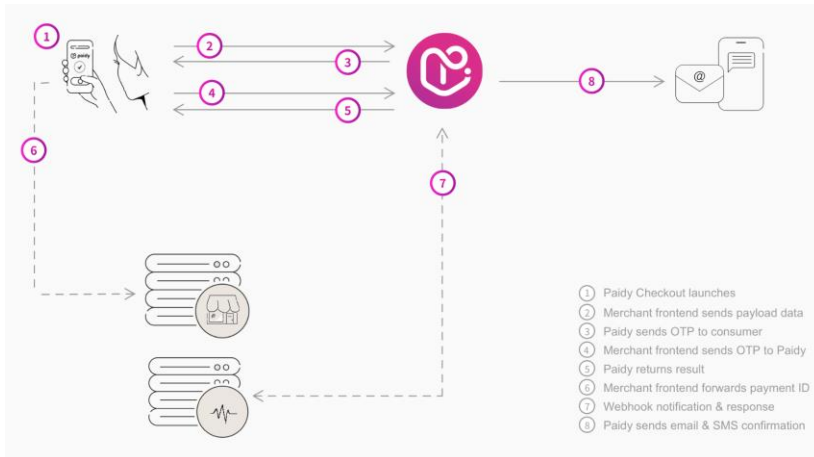 1
2
3
4
5
6
7
8
paidy
@
1 Paidy Checkout launches
2 Merchant frontend sends payload data
3 Paidy sends OTP to consumer
4 Merchant frontend sends OTP to Paidy
5 Paidy returns result
6 Merchant frontend forwards payment ID
7 Webhook notification & response
8 Paidy sends email & SMS confirmation